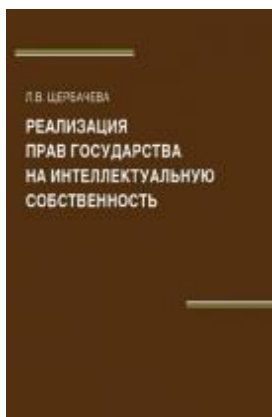 Л.В. ЩЕРБАЧЕВА
РЕАЛИЗАЦИЯ
ПРАВ ГОСУДАРСТВА
НА ИНТЕЛЛЕКТУАЛЬНУЮ
СОБСТВЕННОСТЬ